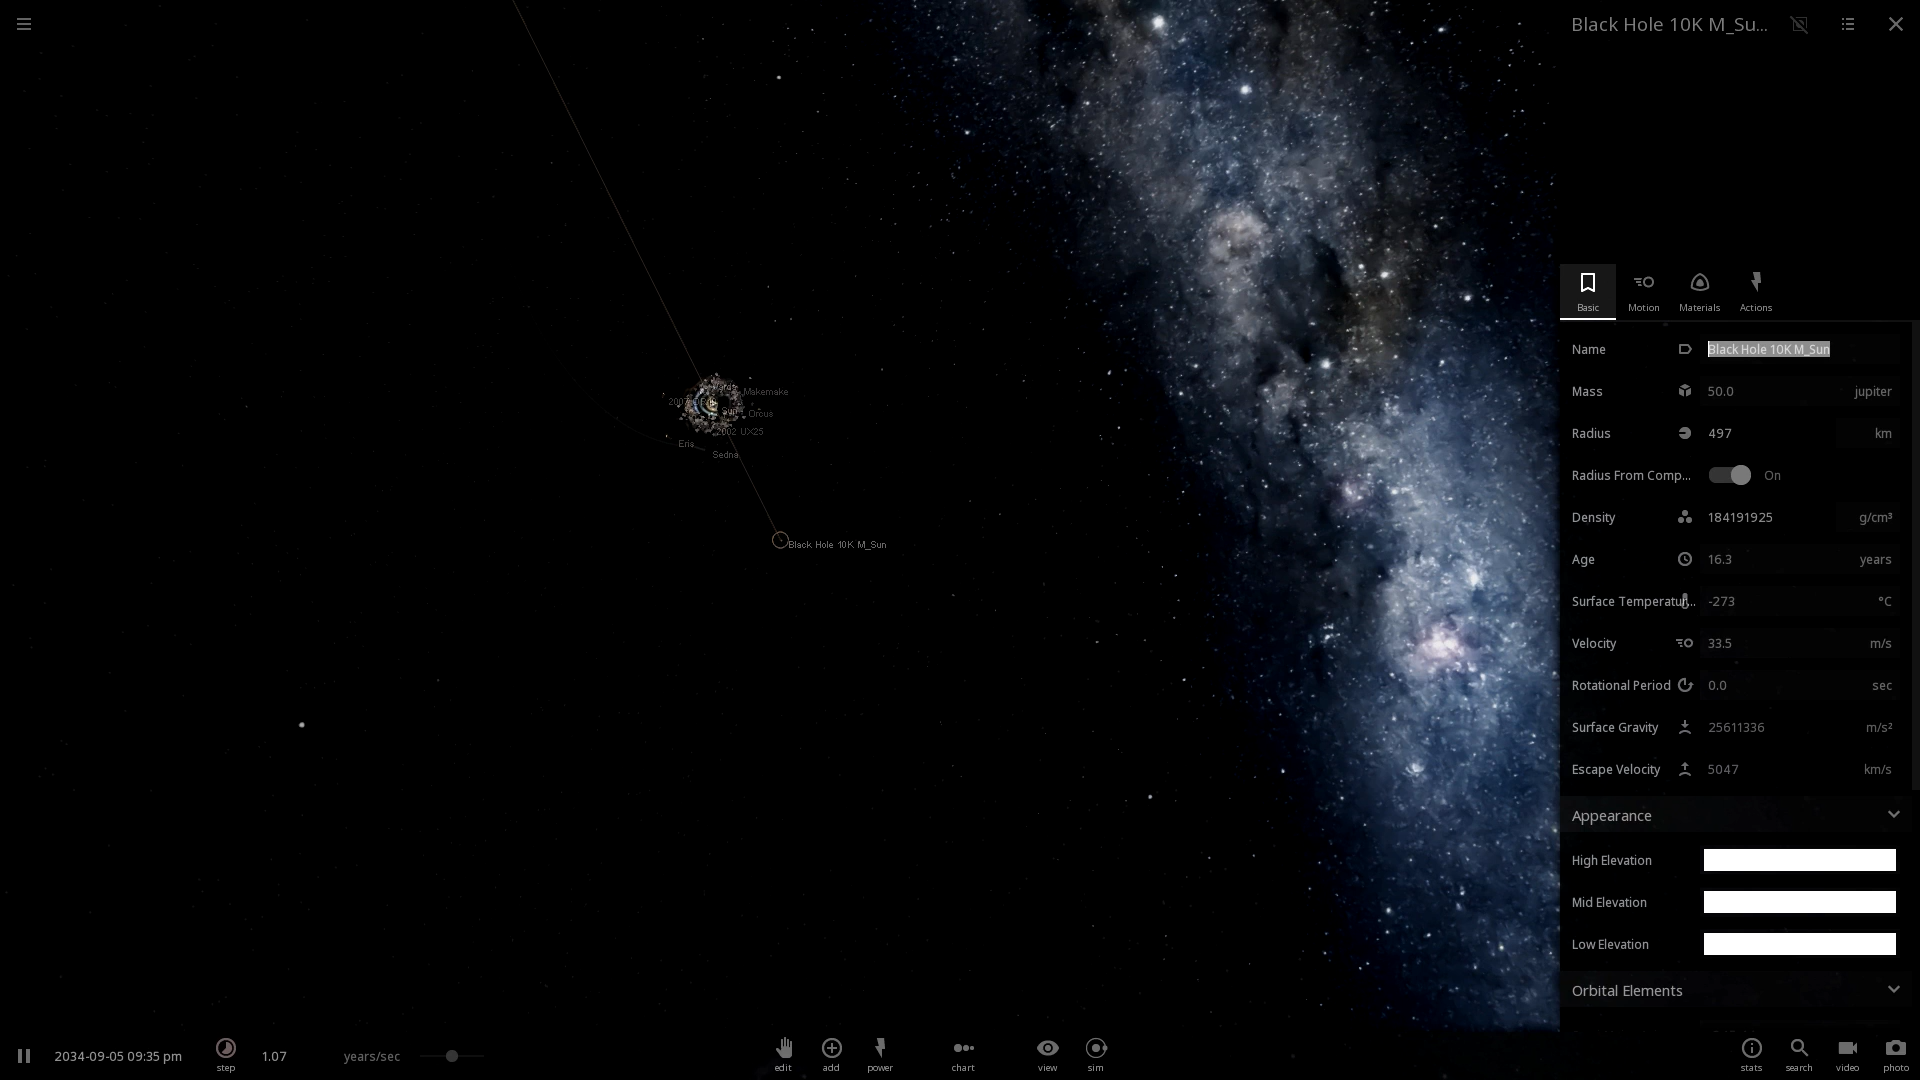 Black Hole 10K M_Su...
Basic
Motion
Materials
Actions
Name Black Hole 10K M_Sun
Mass 50.0 jupiter
Radius 497 km
Radius From Comp... On
Density 184191925 g/cm³
Age 16.3 years
Surface Temperatur... -273 °C
Velocity 33.5 m/s
Rotational Period 0.0 sec
Surface Gravity 25611336 m/s²
Escape Velocity 5047 km/s
Appearance
High Elevation
Mid Elevation
Low Elevation
Orbital Elements
Makemake
Sun
Orcus
2002 UX25
Eris
Sedna
Black Hole 10K M_Sun
2034-09-05 09:35 pm
step
1.07 years/sec
edit
add
power
chart
view
sim
stats
search
video
photo